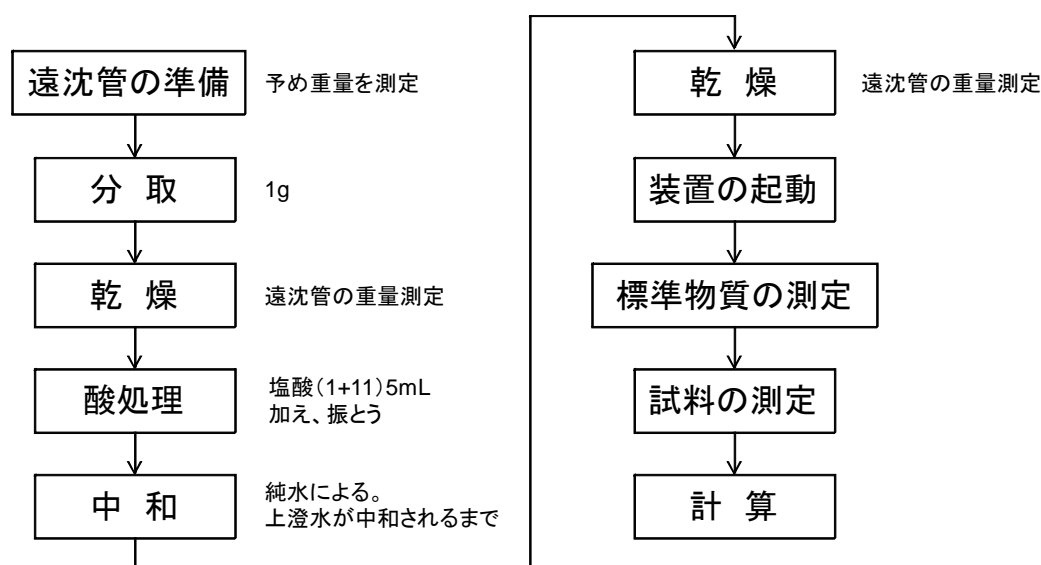 遠沈管の準備
予め重量を測定
分 取
1g
乾 燥
遠沈管の重量測定
酸処理
塩酸(1+11)5mL
加え、振とう
中 和
純水による。
上澄水が中和されるまで
乾 燥
遠沈管の重量測定
装置の起動
標準物質の測定
試料の測定
計 算